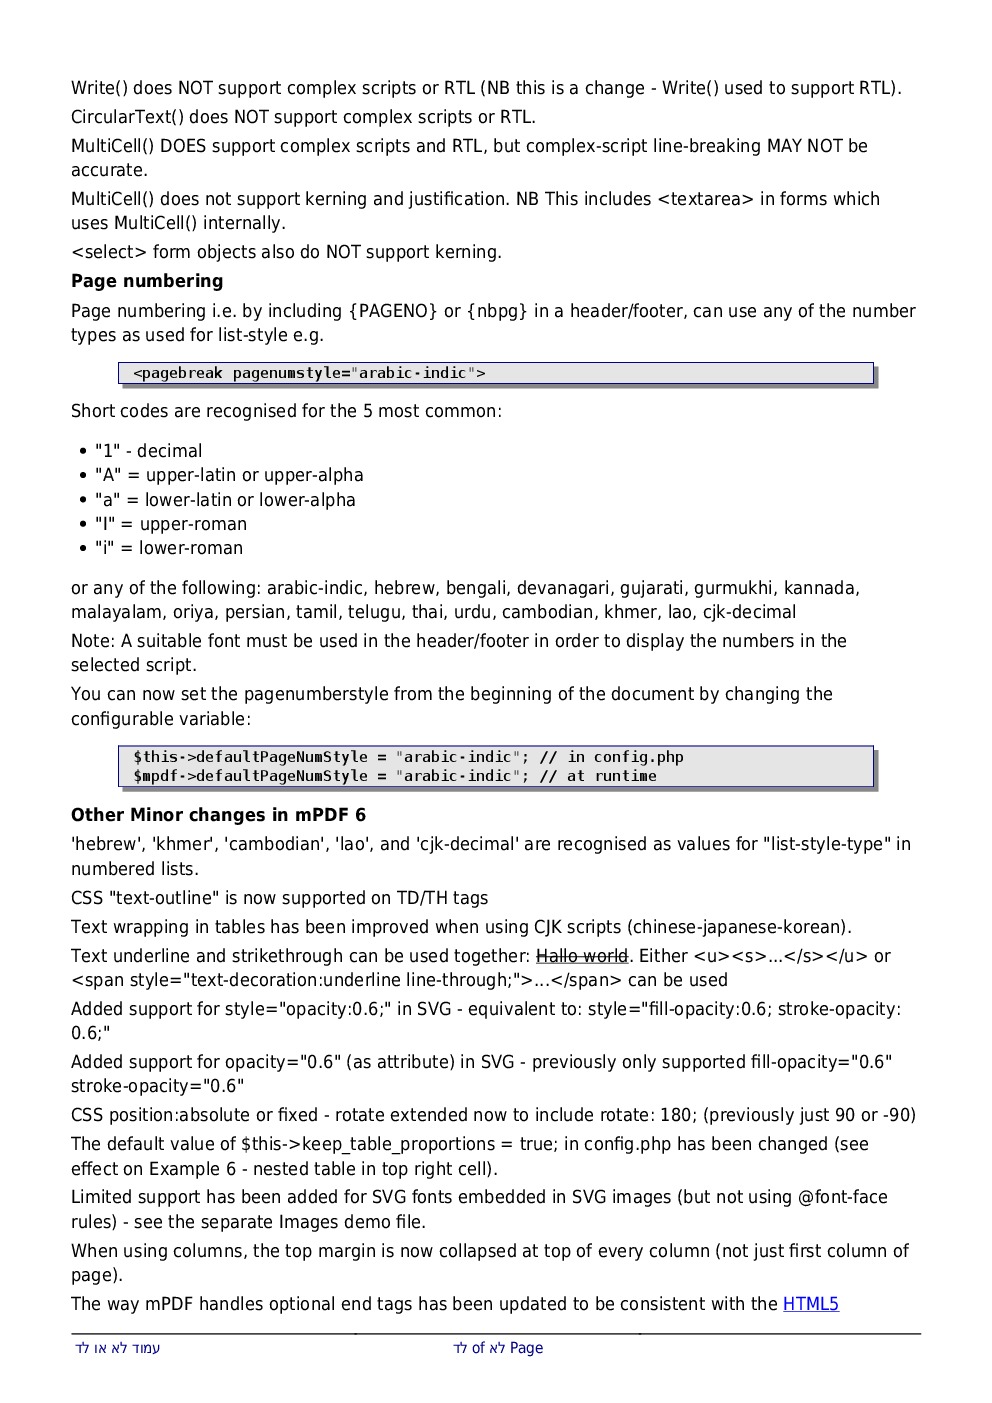 Write() does NOT support complex scripts or RTL (NB this is a change - Write() used to support RTL).
CircularText() does NOT support complex scripts or RTL.
MultiCell() DOES support complex scripts and RTL, but complex-script line-breaking MAY NOT be
accurate.
MultiCell() does not support kerning and justification. NB This includes <textarea> in forms which
uses MultiCell() internally.
<select> form objects also do NOT support kerning.
Page numbering
Page numbering i.e. by including {PAGENO} or {nbpg} in a header/footer, can use any of the number
types as used for list-style e.g.
<pagebreak pagenumstyle="arabic-indic">
Short codes are recognised for the 5 most common:
• "1" - decimal
• "A" = upper-latin or upper-alpha
• "a" = lower-latin or lower-alpha
• "I" = upper-roman
• "i" = lower-roman
or any of the following: arabic-indic, hebrew, bengali, devanagari, gujarati, gurmukhi, kannada,
malayalam, oriya, persian, tamil, telugu, thai, urdu, cambodian, khmer, lao, cjk-decimal
Note: A suitable font must be used in the header/footer in order to display the numbers in the
selected script.
You can now set the pagenumberstyle from the beginning of the document by changing the
configurable variable:
$this->defaultPageNumStyle = "arabic-indic"; // in config.php
$mpdf->defaultPageNumStyle = "arabic-indic"; // at runtime
Other Minor changes in mPDF 6
'hebrew', 'khmer', 'cambodian', 'lao', and 'cjk-decimal' are recognised as values for "list-style-type" in
numbered lists.
CSS "text-outline" is now supported on TD/TH tags
Text wrapping in tables has been improved when using CJK scripts (chinese-japanese-korean).
Text underline and strikethrough can be used together: Hallo world. Either <u><s>...</s></u> or
<span style="text-decoration:underline line-through;">...</span> can be used
Added support for style="opacity:0.6;" in SVG - equivalent to: style="fill-opacity:0.6; stroke-opacity:
0.6;"
Added support for opacity="0.6" (as attribute) in SVG - previously only supported fill-opacity="0.6"
stroke-opacity="0.6"
CSS position:absolute or fixed - rotate extended now to include rotate: 180; (previously just 90 or -90)
The default value of $this->keep_table_proportions = true; in config.php has been changed (see
effect on Example 6 - nested table in top right cell).
Limited support has been added for SVG fonts embedded in SVG images (but not using @font-face
rules) - see the separate Images demo file.
When using columns, the top margin is now collapsed at top of every column (not just first column of
page).
The way mPDF handles optional end tags has been updated to be consistent with the HTML5
עמוד לא או לד
לד of לא Page